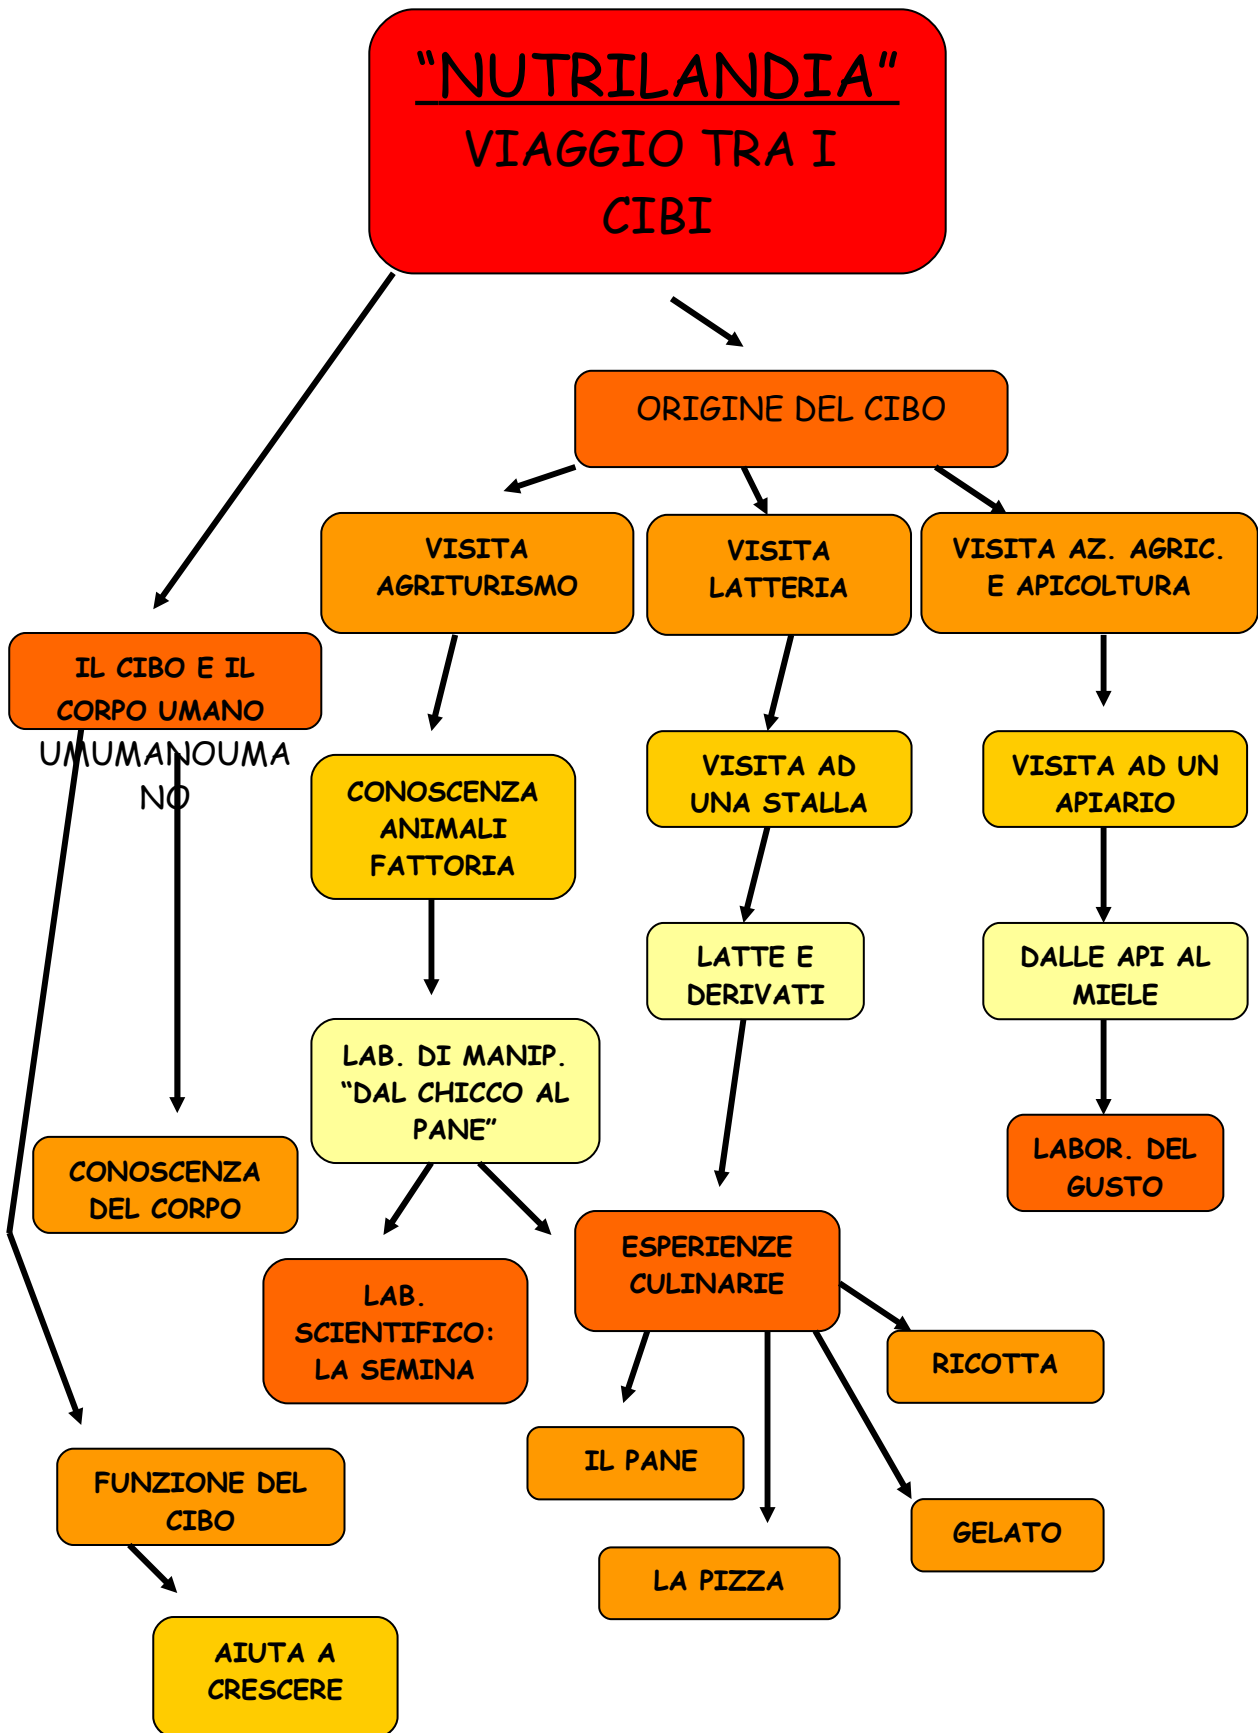 “NUTRILANDIA”
VIAGGIO TRA I
CIBI
ORIGINE DEL CIBO
VISITA
AGRITURISMO
VISITA
LATTERIA
VISITA AZ. AGRIC.
E APICOLTURA
IL CIBO E IL
CORPO UMANO
UMUMANOUMA
NO
CONOSCENZA
ANIMALI
FATTORIA
VISITA AD
UNA STALLA
VISITA AD UN
APIARIO
LATTE E
DERIVATI
DALLE API AL
MIELE
LAB. DI MANIP.
“DAL CHICCO AL
PANE”
CONOSCENZA
DEL CORPO
LABOR. DEL
GUSTO
ESPERIENZE
CULINARIE
LAB.
SCIENTIFICO:
LA SEMINA
RICOTTA
IL PANE
GELATO
LA PIZZA
FUNZIONE DEL
CIBO
AIUTA A
CRESCERE